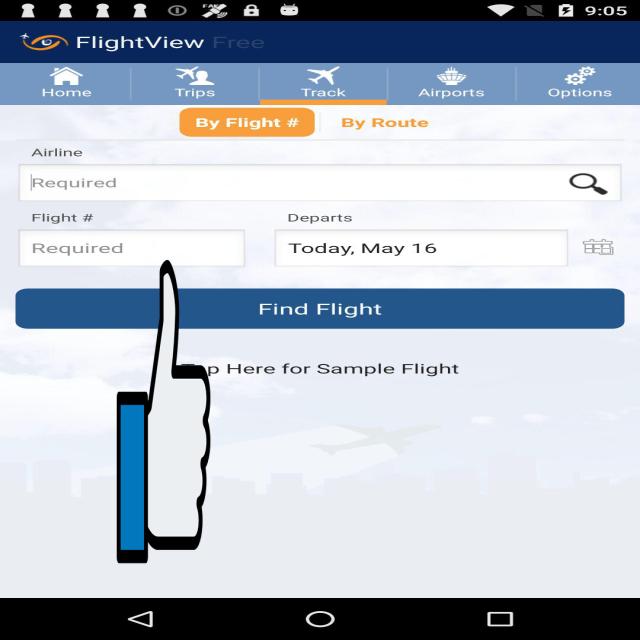 9:05
FlightView Free
Home Trips Track Airports Options
By Flight # By Route
Airline
Required
Flight # Departs
Required Today, May 16
Find Flight
Here for Sample Flight